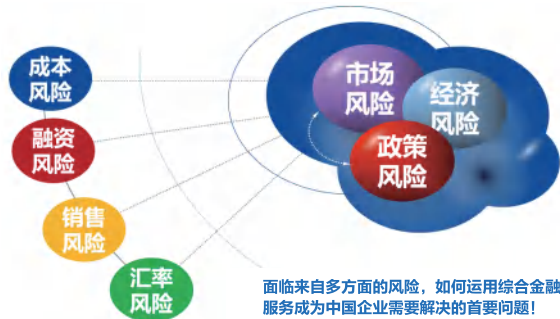 成本
风险
融资
风险
销售
风险
汇率
风险
市场
风险
经济
风险
政策
风险
面临来自多方面的风险，如何运用综合金融
服务成为中国企业需要解决的首要问题！